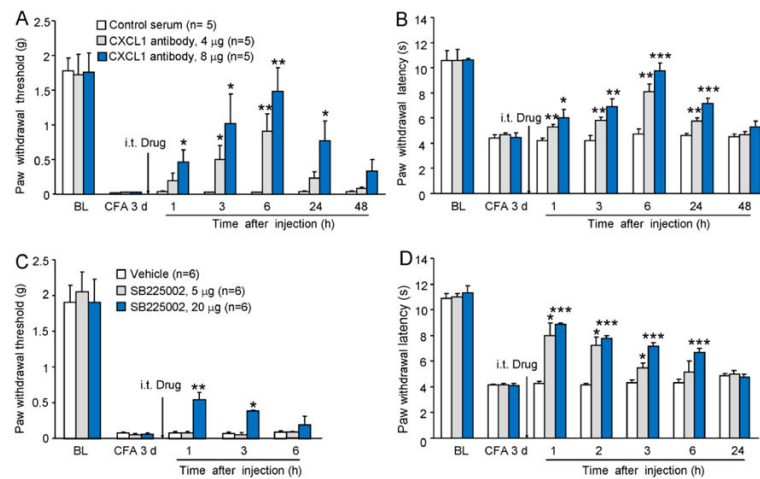 A
Control serum (n= 5)
CXCL1 antibody, 4 μg (n=5)
CXCL1 antibody, 8 μg (n=5)
Paw withdrawal threshold (g)
2.5
2
1.5
1
0.5
0
i.t. Drug
*
*
*
**
**
*
BL CFA 3 d 1 3 6 24 48
Time after injection (h)
B
Paw withdrawal latency (s)
14
12
10
8
6
4
2
0
i.t. Drug
**
*
**
**
**
***
**
***
BL CFA 3 d 1 3 6 24 48
Time after injection (h)
C
Vehicle (n=6)
SB225002, 5 μg (n=6)
SB225002, 20 μg (n=6)
Paw withdrawal threshold (g)
2.5
2
1.5
1
0.5
0
i.t. Drug
**
*
BL CFA 3 d 1 3 6
Time after injection (h)
D
Paw withdrawal latency (s)
14
12
10
8
6
4
2
0
i.t. Drug
*
***
*
***
*
***
***
BL CFA 3 d 1 2 3 6 24
Time after injection (h)